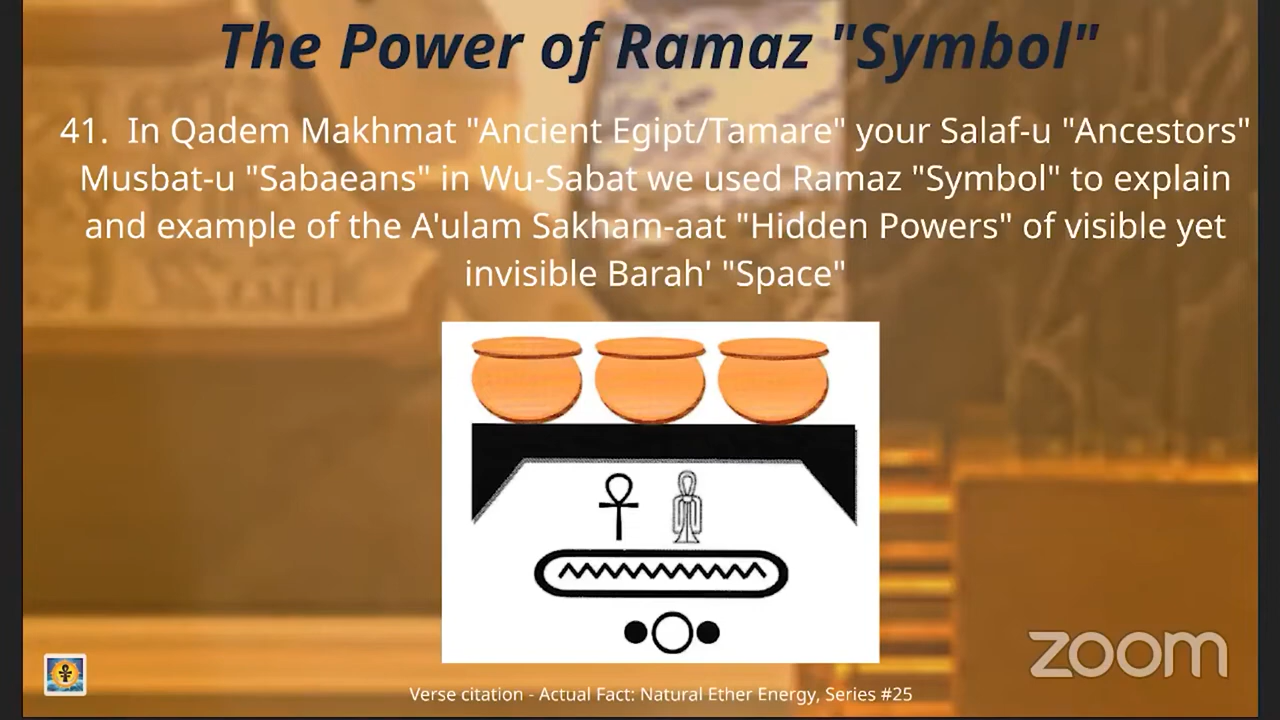 The Power of Ramaz "Symbol"
41. In Qadem Makhmat "Ancient Egipt/Tamare" your Salaf-u "Ancestors"
Musbat-u "Sabaeans" in Wu-Sabat we used Ramaz "Symbol" to explain
and example of the A'ulam Sakham-aat "Hidden Powers" of visible yet
invisible Barah' "Space"
zoom
Verse citation - Actual Fact: Natural Ether Energy, Series #25